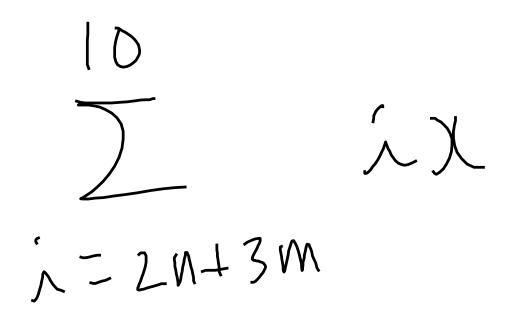 10
∑ ix
i = 2n + 3m